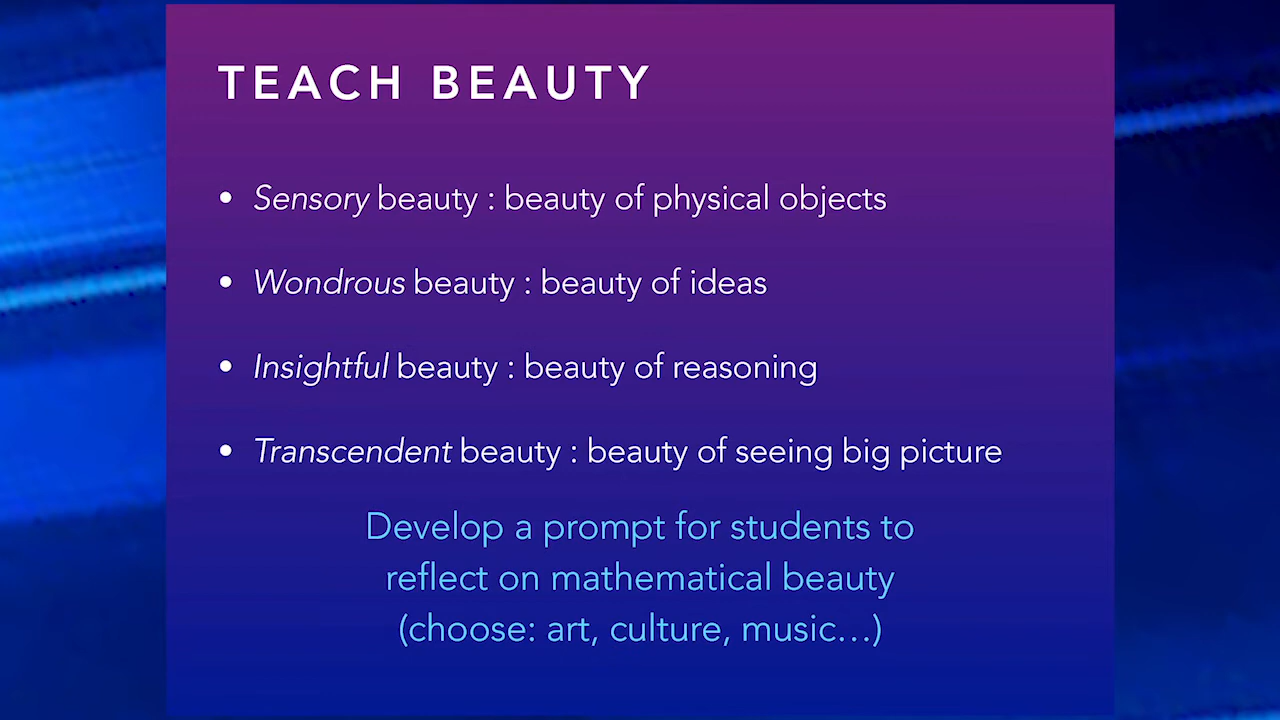 TEACH BEAUTY
• Sensory beauty : beauty of physical objects
• Wondrous beauty : beauty of ideas
• Insightful beauty : beauty of reasoning
• Transcendent beauty : beauty of seeing big picture
Develop a prompt for students to
reflect on mathematical beauty
(choose: art, culture, music…)